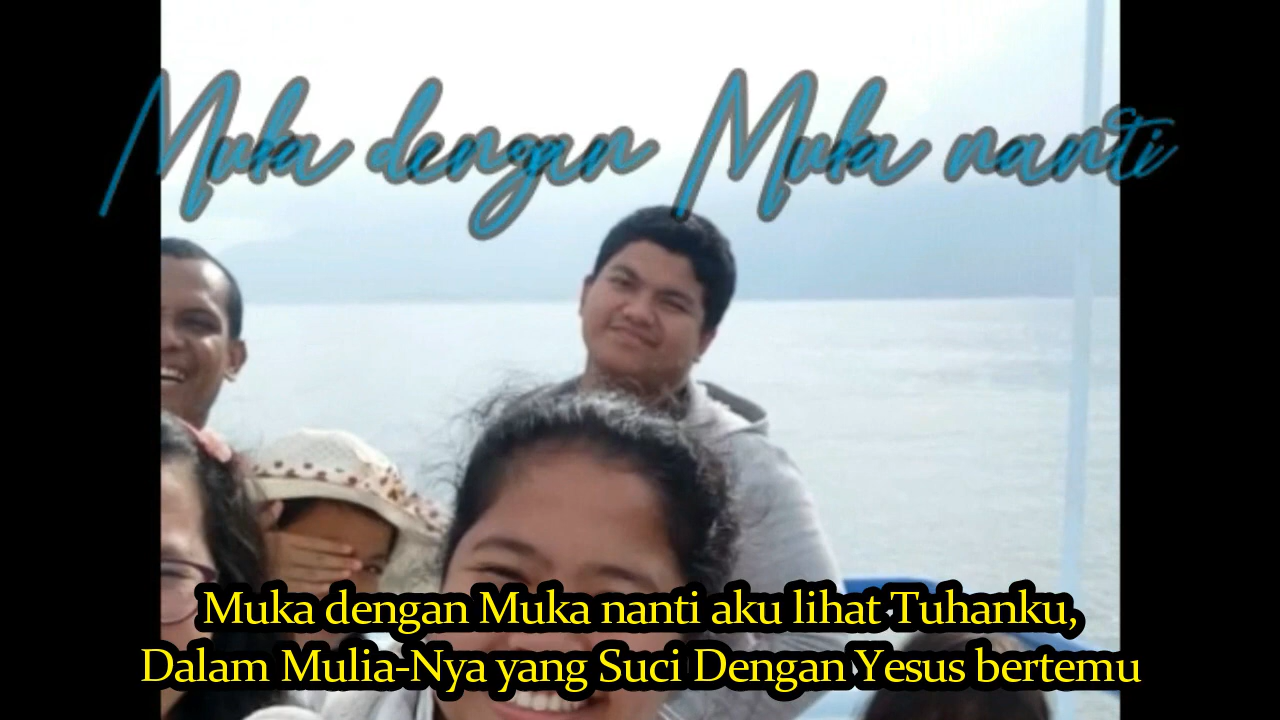 Muka dengan Muka nanti
Muka dengan Muka nanti aku lihat Tuhanku,
Dalam Mulia-Nya yang Suci Dengan Yesus bertemu